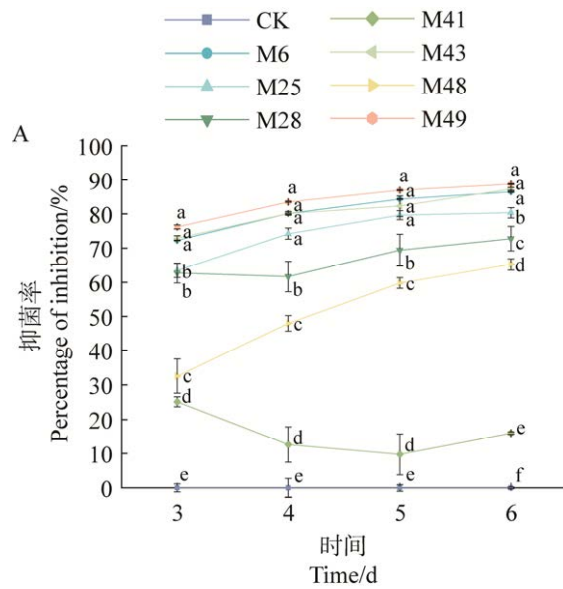 CK
M6
M25
M28
M41
M43
M48
M49
A
抑菌率
Percentage of inhibition/%
100
90
80
70
60
50
40
30
20
10
0
a
a
a
b
b
c
d
e
a
a
a
b
c
d
e
a
a
a
a
b
c
d
e
a
a
a
b
c
d
e
f
3
4
5
6
时间
Time/d